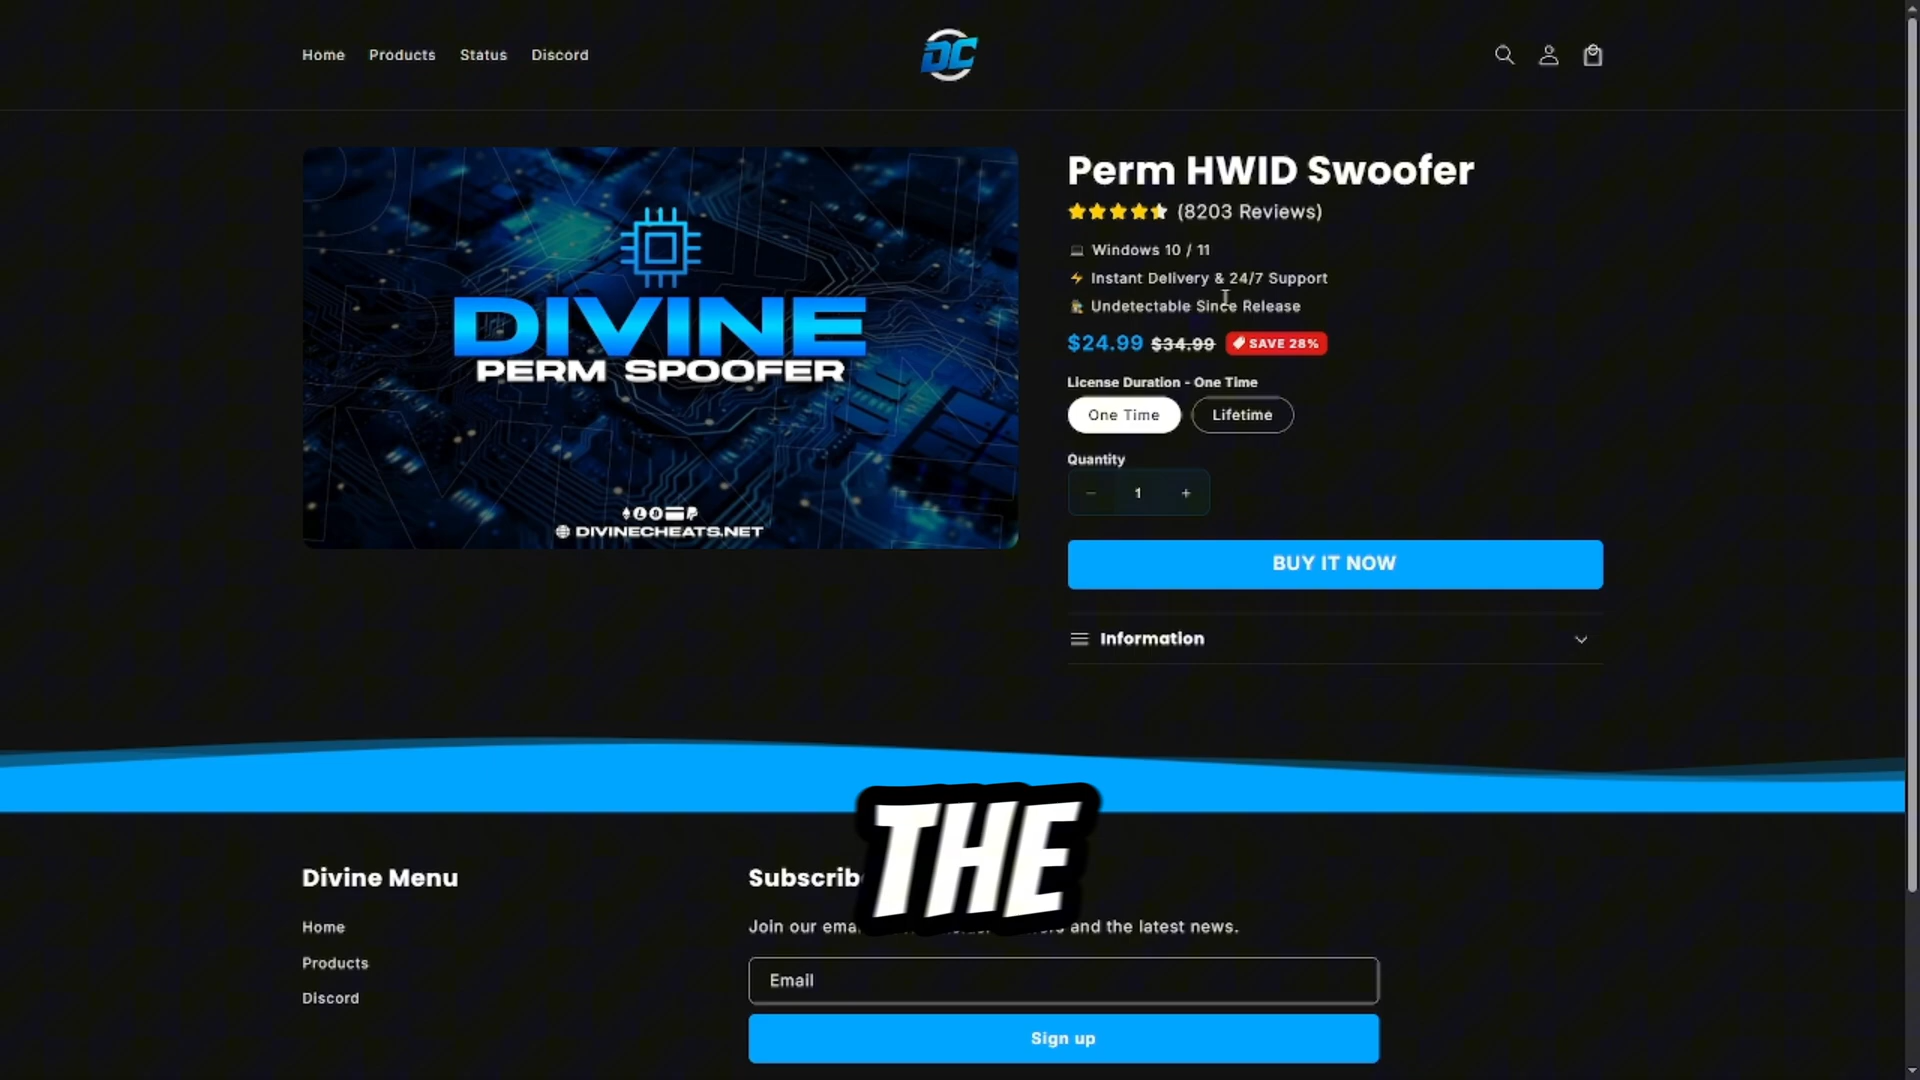 Home Products Status Discord
DC
DIVINE
PERM SPOOFER
DIVINECHEATS.NET
Perm HWID Swoofer
(8203 Reviews)
Windows 10 / 11
Instant Delivery & 24/7 Support
Undetectable Since Release
$24.99 $34.99 SAVE 28%
License Duration - One Time
One Time Lifetime
Quantity
− 1 +
BUY IT NOW
Information
THE
Divine Menu
Home
Products
Discord
Join our and the latest news.
Email
Sign up